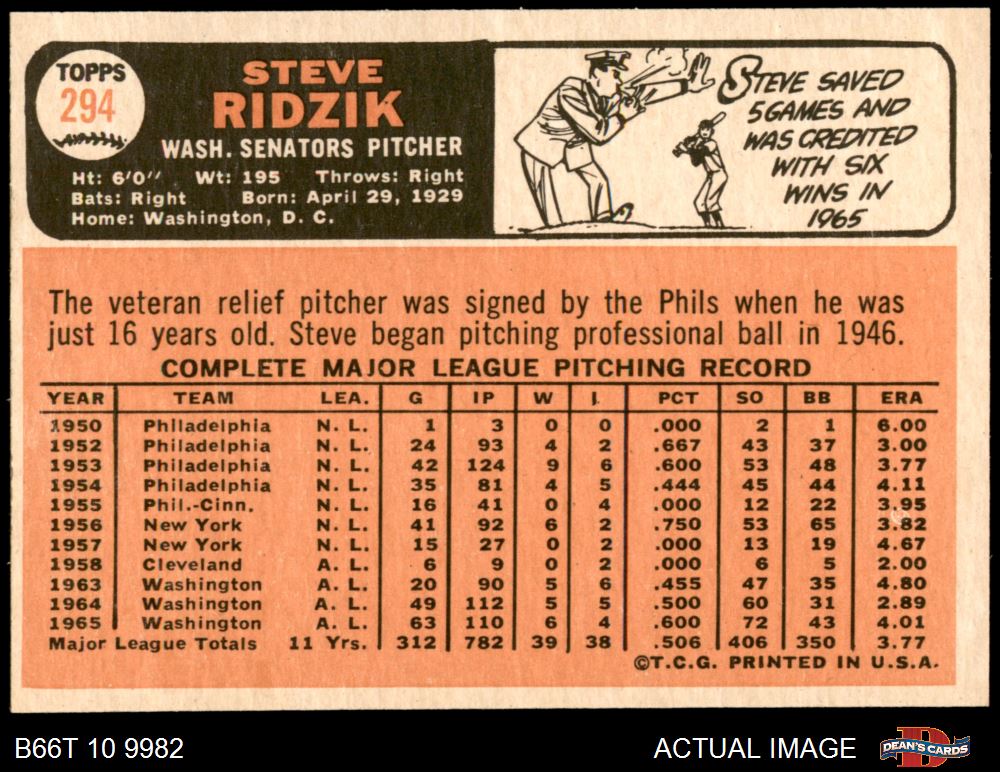 TOPPS
294
STEVE
RIDZIK
WASH. SENATORS PITCHER
Ht: 6'0" Wt: 195 Throws: Right
Bats: Right Born: April 29, 1929
Home: Washington, D. C.
STEVE SAVED
5 GAMES AND
WAS CREDITED
WITH SIX
WINS IN
1965
The veteran relief pitcher was signed by the Phils when he was
just 16 years old. Steve began pitching professional ball in 1946.
COMPLETE MAJOR LEAGUE PITCHING RECORD
YEAR TEAM LEA. G IP W L PCT SO BB ERA
1950 Philadelphia N. L. 1 3 0 0 .000 2 1 6.00
1952 Philadelphia N. L. 24 93 4 2 .667 43 37 3.00
1953 Philadelphia N. L. 42 124 9 6 .600 53 48 3.77
1954 Philadelphia N. L. 35 81 4 5 .444 45 44 4.11
1955 Phil.-Cinn. N. L. 16 41 0 4 .000 12 22 3.95
1956 New York N. L. 41 92 6 2 .750 53 65 3.82
1957 New York N. L. 15 27 0 2 .000 13 19 4.67
1958 Cleveland A. L. 6 9 0 2 .000 6 5 2.00
1963 Washington A. L. 20 90 5 6 .455 47 35 4.80
1964 Washington A. L. 49 112 5 5 .500 60 31 2.89
1965 Washington A. L. 63 110 6 4 .600 72 43 4.01
Major League Totals 11 Yrs. 312 782 39 38 .506 406 350 3.77
©T.C.G. PRINTED IN U.S.A.
B66T 10 9982
ACTUAL IMAGE
DEAN'S CARDS